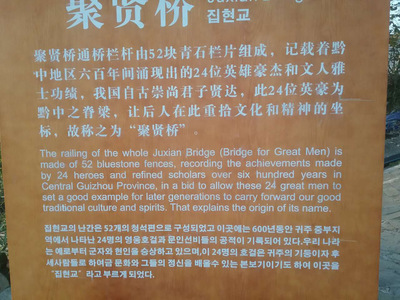 聚贤桥
집현교
聚贤桥通桥栏杆由52块青石栏片组成，记载着黔
中地区六百年间涌现出的24位英雄豪杰和文人雅
士功绩，我国自古崇尚君子贤达，此24位英豪为
黔中之脊梁，让后人在此重拾文化和精神的坐
标，故称之为“聚贤桥”。
The railing of the whole Juxian Bridge (Bridge for Great Men) is
made of 52 bluestone fences, recording the achievements made
by 24 heroes and refined scholars over six hundred years in
Central Guizhou Province, in a bid to allow these 24 great men to
set a good example for later generations to carry forward our good
traditional culture and spirits. That explains the origin of its name.
집현교의 난간은 52개의 청석편으로 구성되었고 이곳에는 600년동안 귀주 중부지
역에서 나타난 24명의 영웅호걸과 문인선비들의 공적이 기록되어 있다.우리 나라
는 예로부터 군자와 현인을 숭상하고 있으며,이 24명의 호걸은 귀주의 기둥이자 후
세사람들로 하여금 문화와 그들의 정신을 배울수 있는 본보기이기도 하여 이곳을
“집현교” 라고 부르게 되었다.